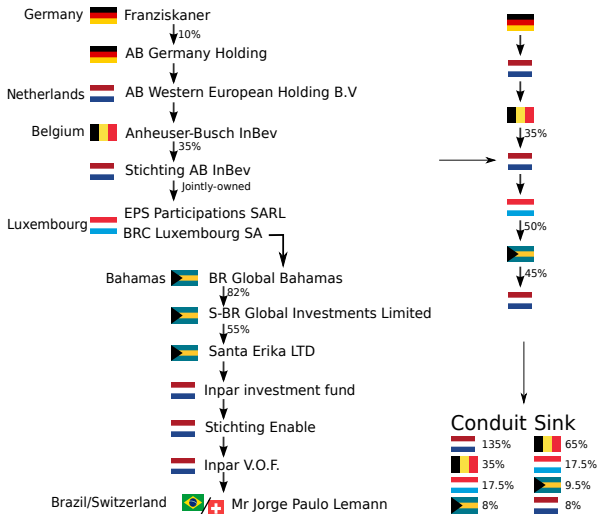 Germany Franziskaner
10%
AB Germany Holding
Netherlands AB Western European Holding B.V
Belgium Anheuser-Busch InBev
35%
Stichting AB InBev
Jointly-owned
EPS Participations SARL
Luxembourg
BRC Luxembourg SA
Bahamas BR Global Bahamas
82%
S-BR Global Investments Limited
55%
Santa Erika LTD
Inpar investment fund
Stichting Enable
Inpar V.O.F.
Brazil/Switzerland Mr Jorge Paulo Lemann
35%
50%
45%
Conduit Sink
135% 65%
35% 17.5%
17.5% 9.5%
8% 8%